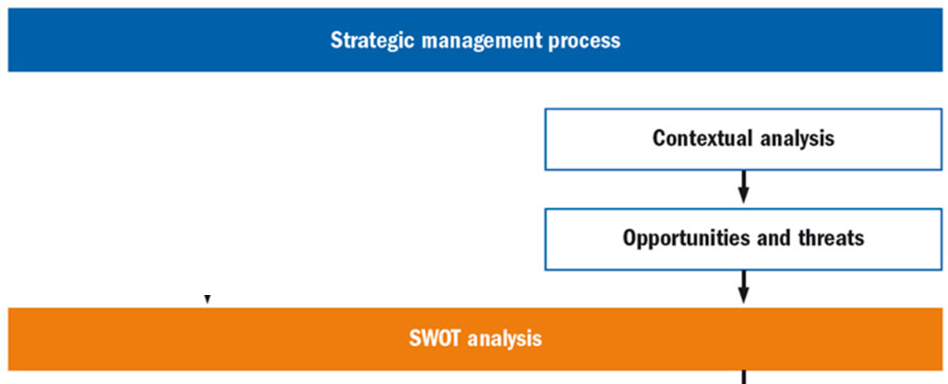 Strategic management process
Contextual analysis
Opportunities and threats
SWOT analysis